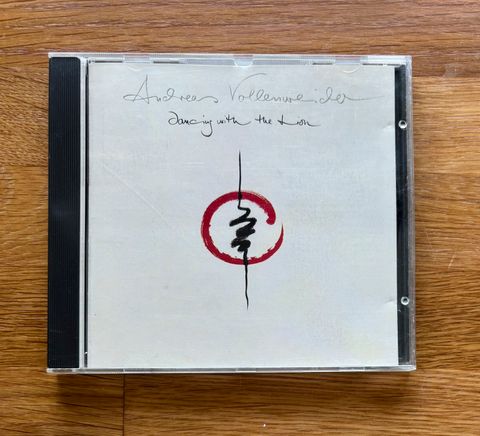 Andreas Vollenweider
Dancing with the Lion